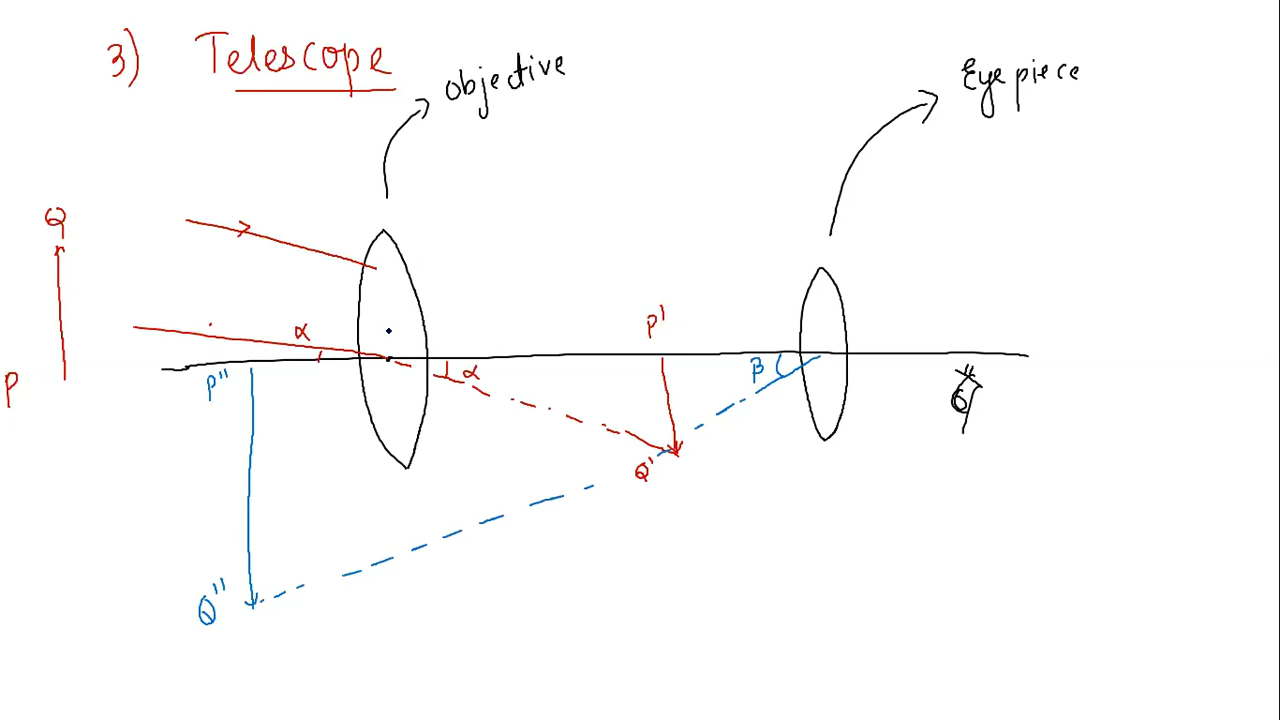 3) Telescope
Objective
Eye piece
Q
P
α
α
P'
Q'
β
P"
Q"